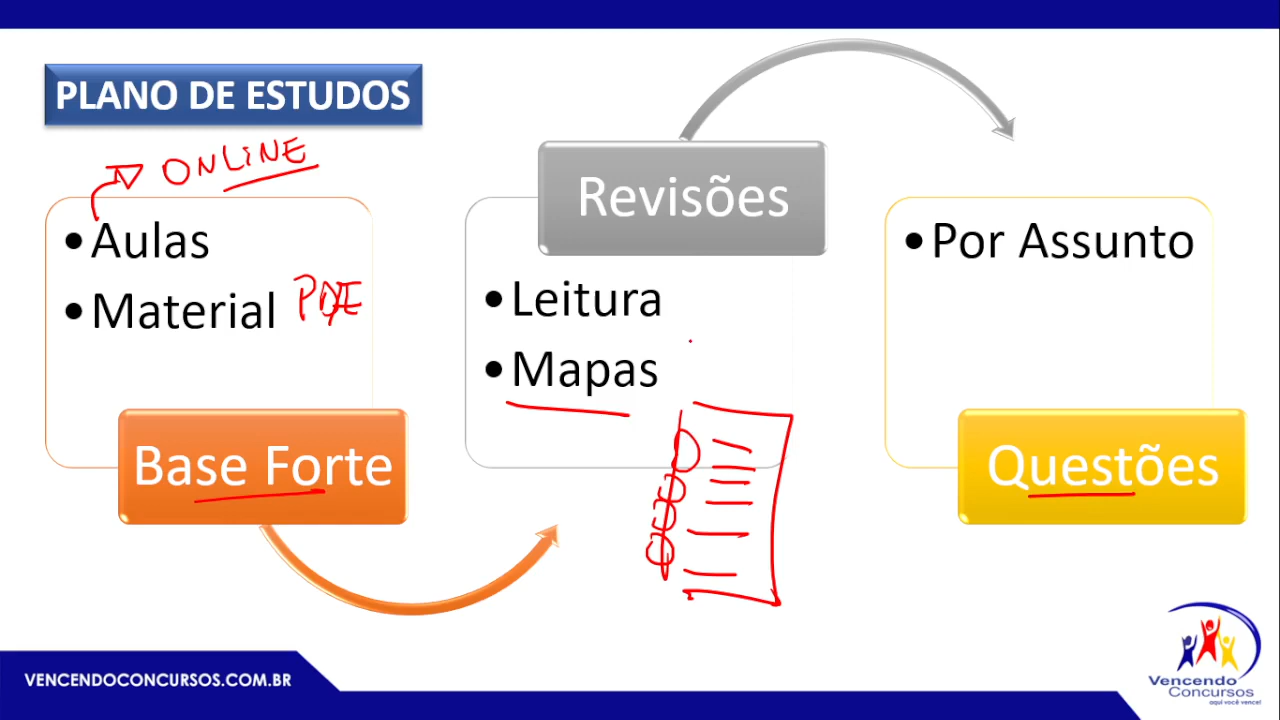 PLANO DE ESTUDOS
ONLINE
•Aulas
•Material PDF
Base Forte
Revisões
•Leitura
•Mapas
•Por Assunto
Questões
VENCENDOCONCURSOS.COM.BR
Vencendo
Concursos
aqui você vence!